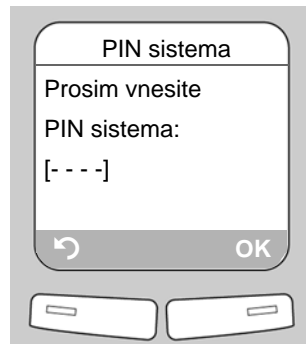 PIN sistema
Prosim vnesite
PIN sistema:
[- - - -]
OK